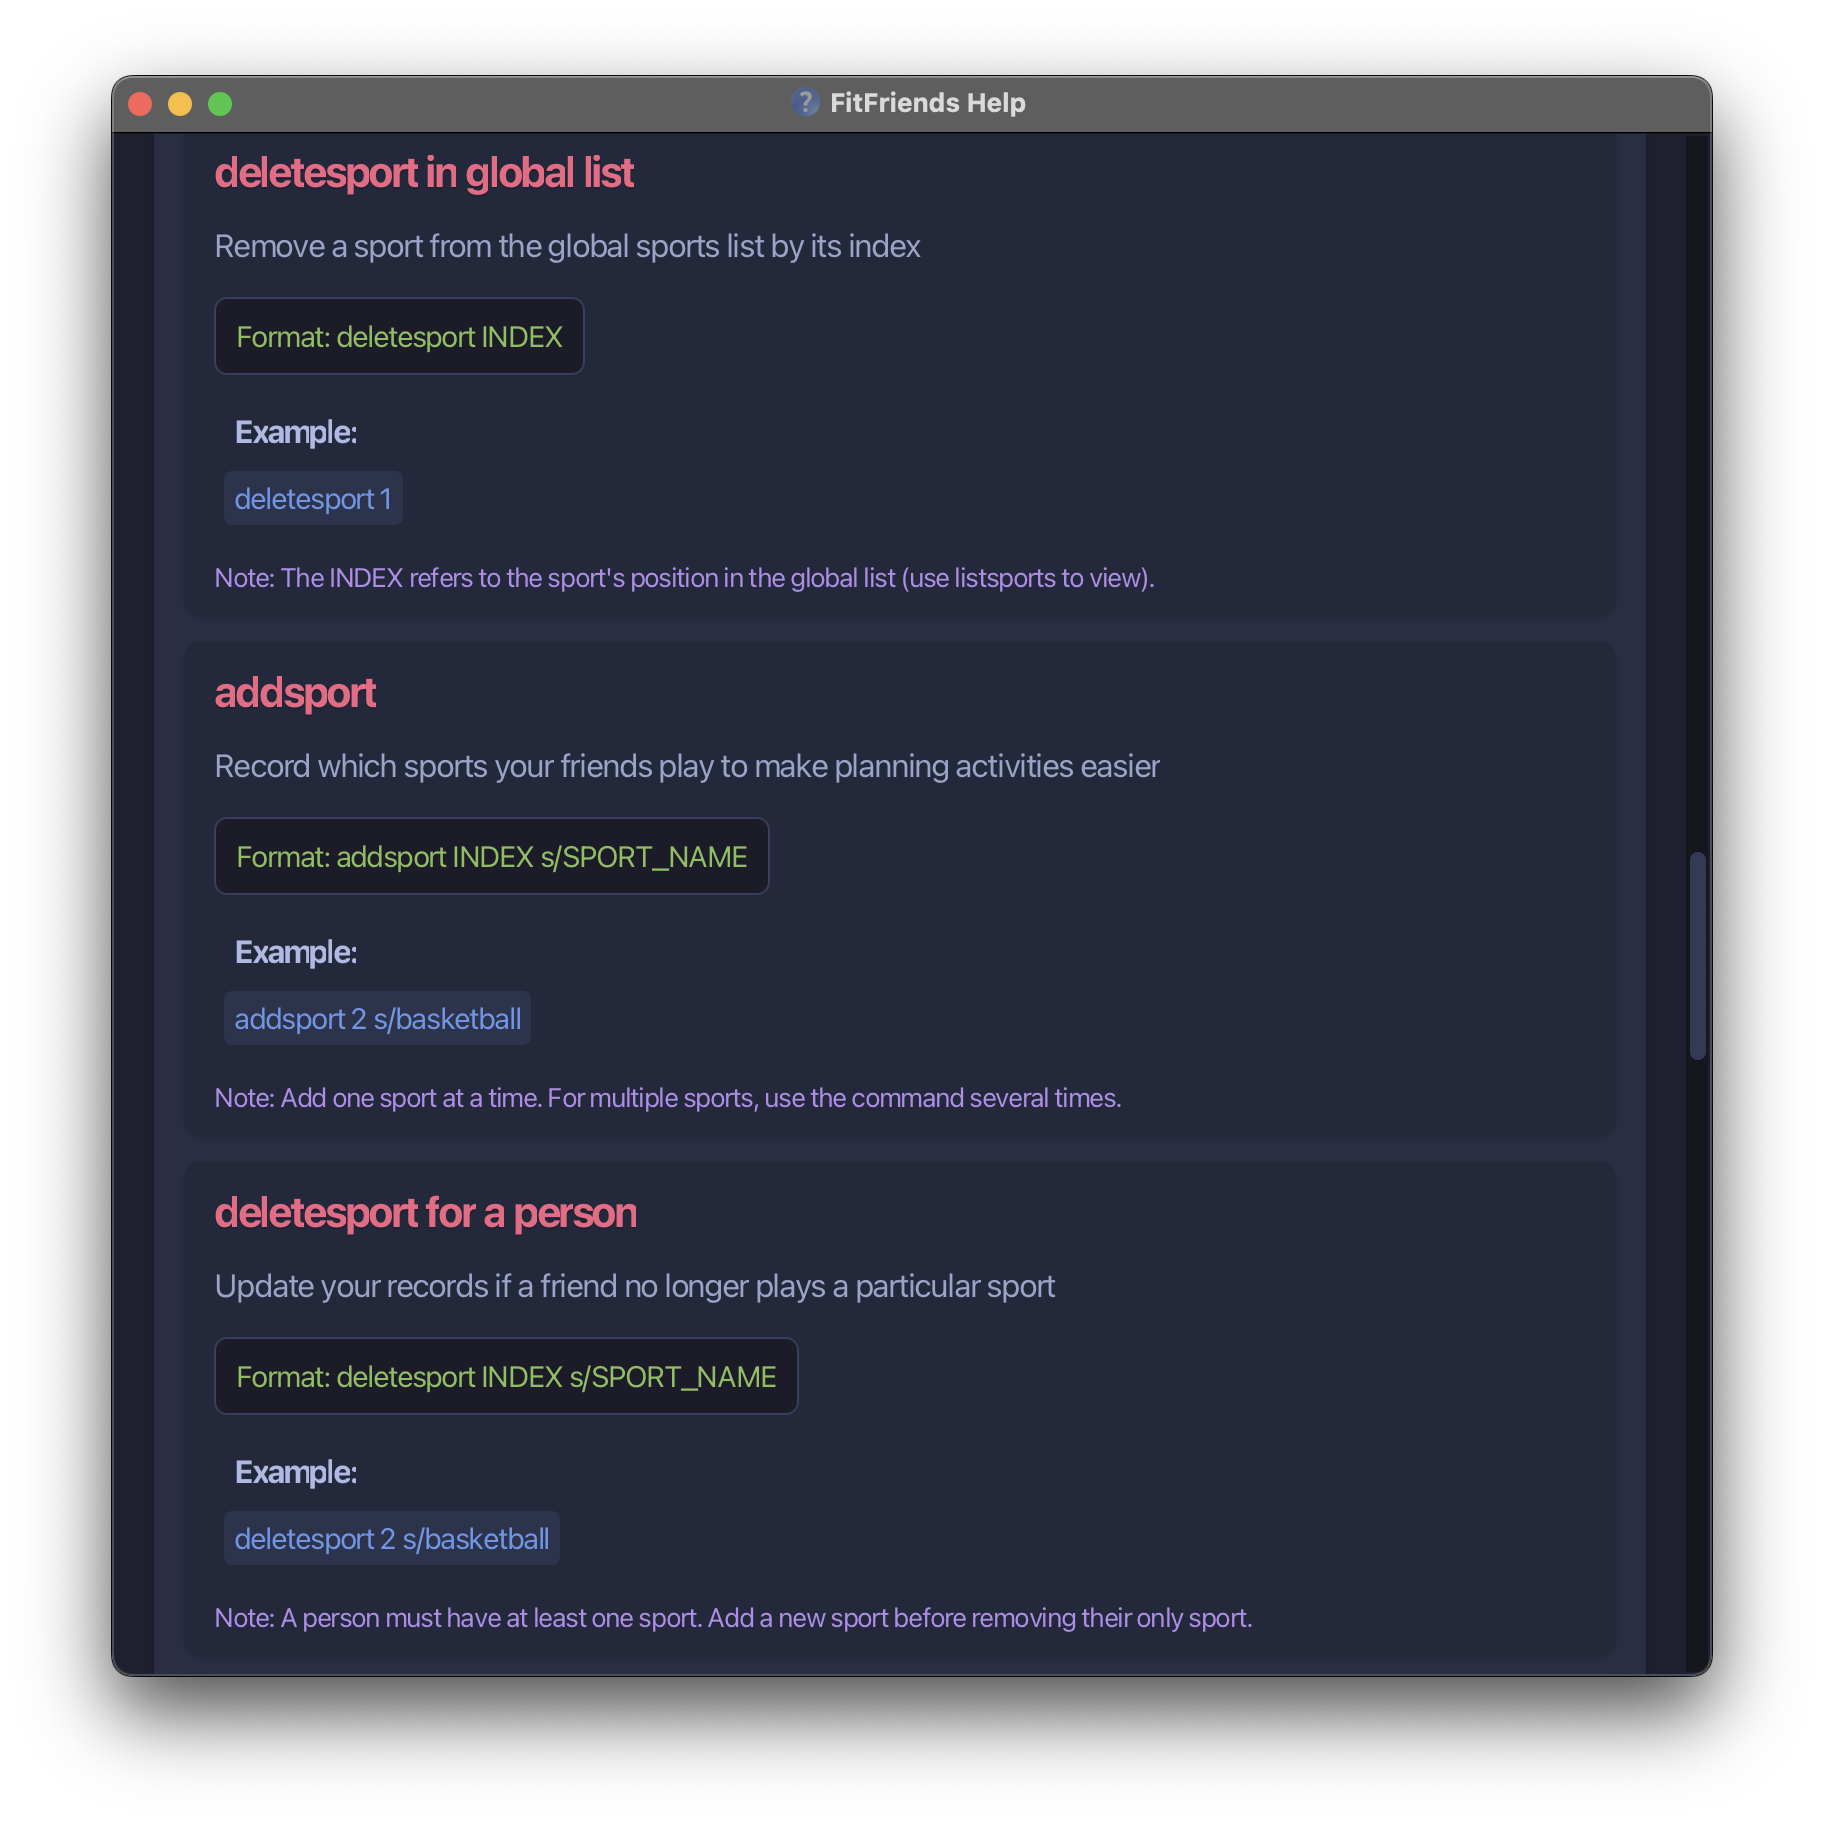 FitFriends Help
deletesport in global list
Remove a sport from the global sports list by its index
Format: deletesport INDEX
Example:
deletesport 1
Note: The INDEX refers to the sport's position in the global list (use listsports to view).
addsport
Record which sports your friends play to make planning activities easier
Format: addsport INDEX s/SPORT_NAME
Example:
addsport 2 s/basketball
Note: Add one sport at a time. For multiple sports, use the command several times.
deletesport for a person
Update your records if a friend no longer plays a particular sport
Format: deletesport INDEX s/SPORT_NAME
Example:
deletesport 2 s/basketball
Note: A person must have at least one sport. Add a new sport before removing their only sport.